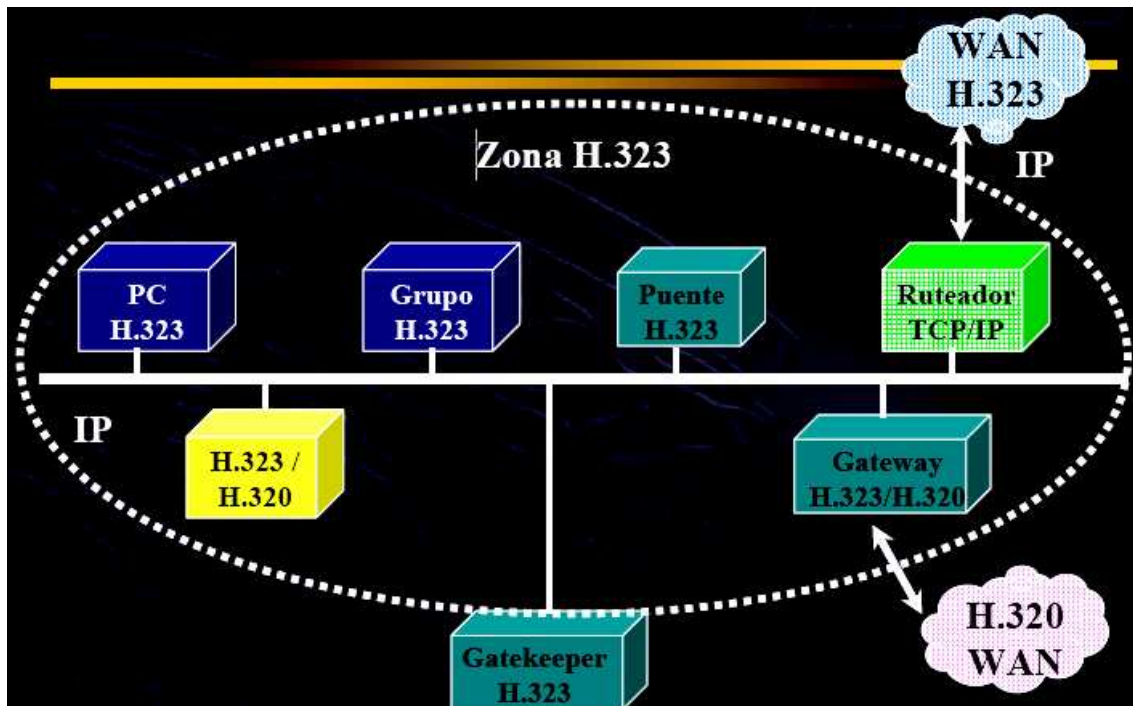 WAN
H.323
Zona H.323
IP
PC
H.323
Grupo
H.323
Puente
H.323
Ruteador
TCP/IP
IP
H.323 /
H.320
Gateway
H.323/H.320
Gatekeeper
H.323
H.320
WAN